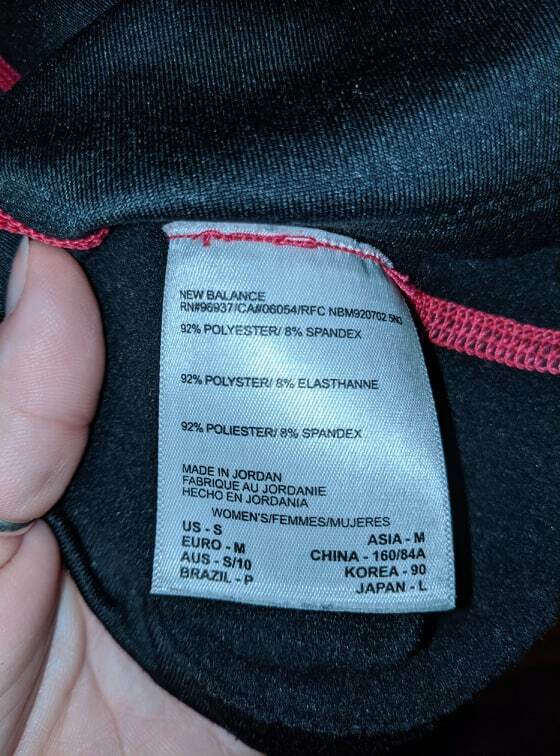 NEW BALANCE
RN#96937/CA#06054/RFC NBM920702 5N3
92% POLYESTER/ 8% SPANDEX
92% POLYSTER/ 8% ELASTHANNE
92% POLIESTER/ 8% SPANDEX
MADE IN JORDAN
FABRIQUE AU JORDANIE
HECHO EN JORDANIA
WOMEN'S/FEMMES/MUJERES
US - S
EURO - M
AUS - S/10
BRAZIL - P
ASIA - M
CHINA - 160/84A
KOREA - 90
JAPAN - L